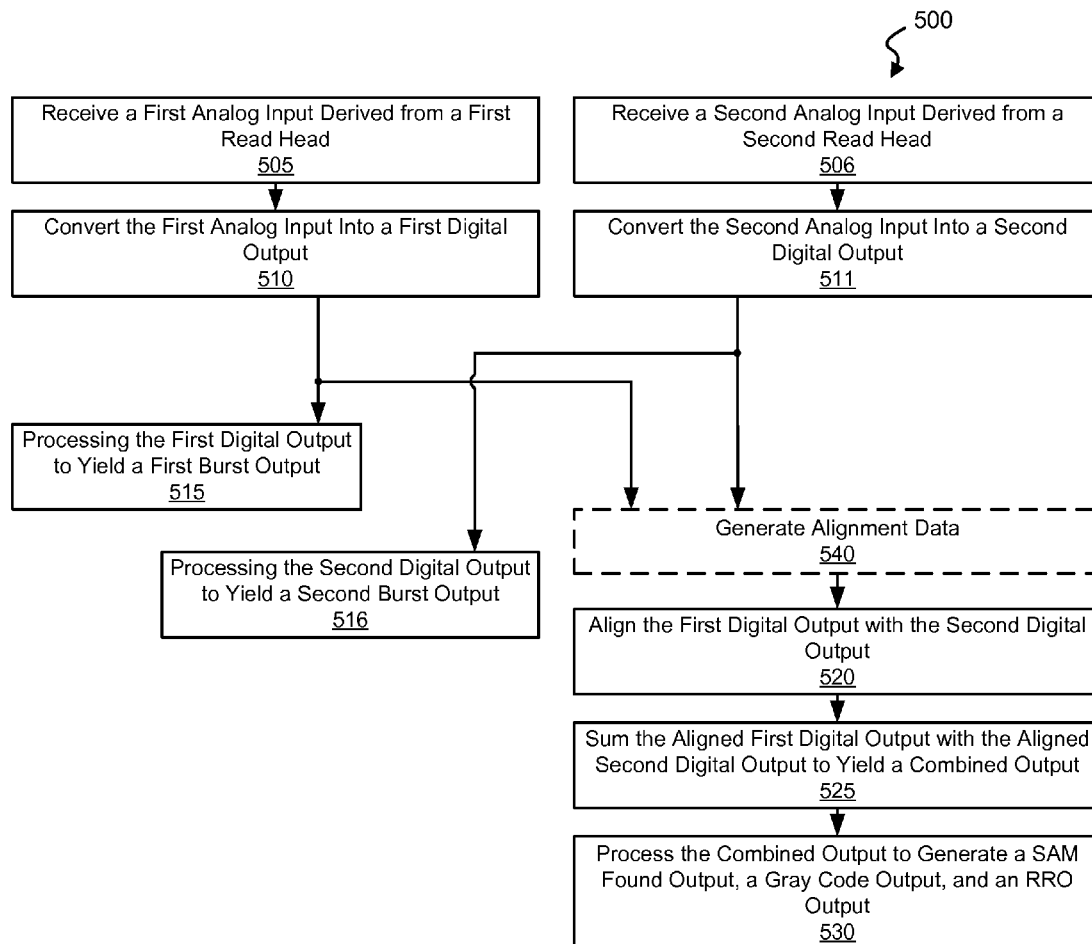 500
Receive a First Analog Input Derived from a First
Read Head
505
Receive a Second Analog Input Derived from a
Second Read Head
506
Convert the First Analog Input Into a First Digital
Output
510
Convert the Second Analog Input Into a Second
Digital Output
511
Processing the First Digital Output
to Yield a First Burst Output
515
Processing the Second Digital Output
to Yield a Second Burst Output
516
Generate Alignment Data
540
Align the First Digital Output with the Second Digital
Output
520
Sum the Aligned First Digital Output with the Aligned
Second Digital Output to Yield a Combined Output
525
Process the Combined Output to Generate a SAM
Found Output, a Gray Code Output, and an RRO
Output
530